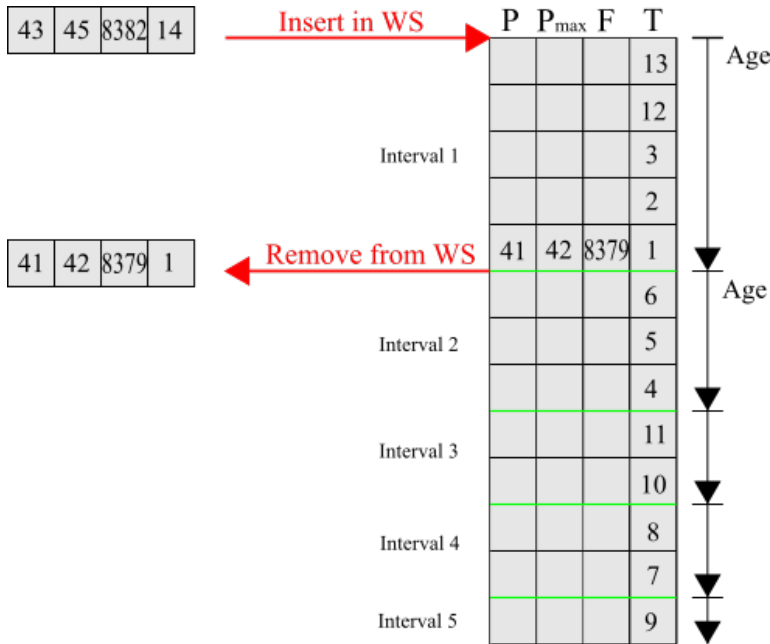 P Pmax F T
43 45 8382 14 Insert in WS
Age
13
12
Interval 1 3
2
41 42 8379 1 Remove from WS 41 42 8379 1
Age
6
Interval 2 5
4
Interval 3 11
10
Interval 4 8
7
Interval 5 9